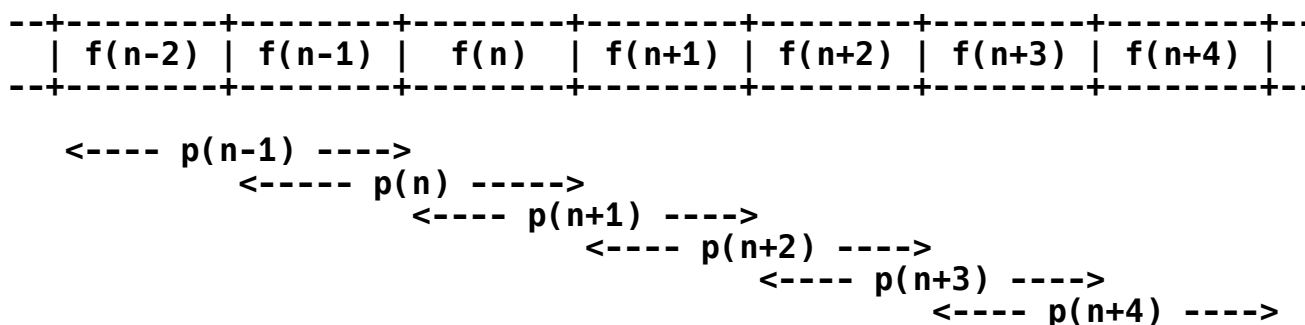 --+--------+--------+--------+--------+--------+--------+--------+--
  | f(n-2) | f(n-1) |  f(n)  | f(n+1) | f(n+2) | f(n+3) | f(n+4) |
--+--------+--------+--------+--------+--------+--------+--------+--
<---- p(n-1) ---->
<----- p(n) ----->
<---- p(n+1) ---->
<---- p(n+2) ---->
<---- p(n+3) ---->
<---- p(n+4) ---->